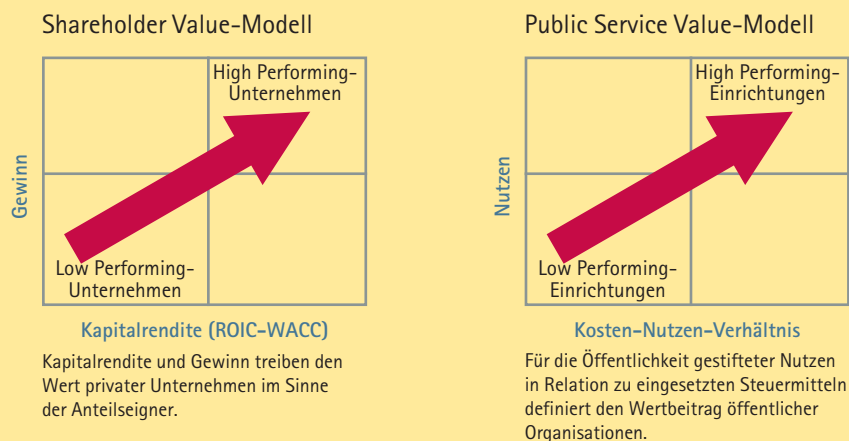 Shareholder Value-Modell
High Performing-
Unternehmen
Gewinn
Low Performing-
Unternehmen
Kapitalrendite (ROIC-WACC)
Kapitalrendite und Gewinn treiben den
Wert privater Unternehmen im Sinne
der Anteilseigner.
Public Service Value-Modell
High Performing-
Einrichtungen
Nutzen
Low Performing-
Einrichtungen
Kosten-Nutzen-Verhältnis
Für die Öffentlichkeit gestifteter Nutzen
in Relation zu eingesetzten Steuermitteln
definiert den Wertbeitrag öffentlicher
Organisationen.